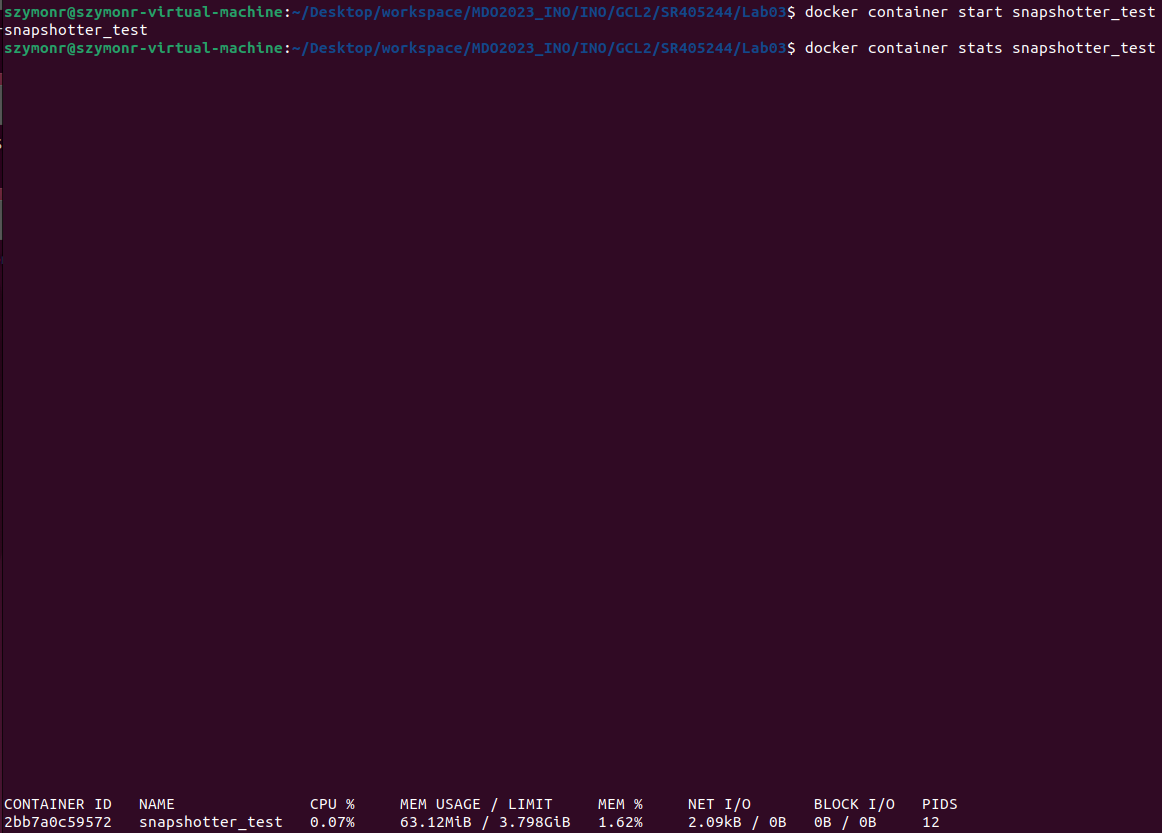 szymonr@szymonr-virtual-machine:~/Desktop/workspace/MDO2023_INO/INO/GCL2/SR405244/Lab03$ docker container start snapshotter_test
snapshotter_test
szymonr@szymonr-virtual-machine:~/Desktop/workspace/MDO2023_INO/INO/GCL2/SR405244/Lab03$ docker container stats snapshotter_test
CONTAINER ID   NAME               CPU %     MEM USAGE / LIMIT     MEM %     NET I/O       BLOCK I/O   PIDS
2bb7a0c59572   snapshotter_test   0.07%     63.12MiB / 3.798GiB   1.62%     2.09kB / 0B   0B / 0B     12